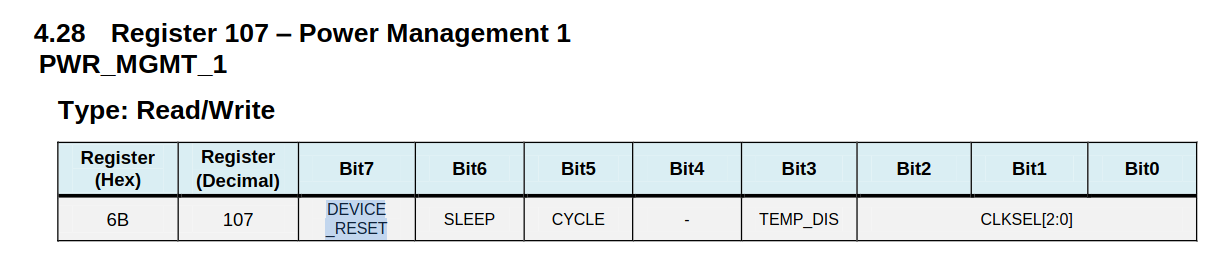 4.28 Register 107 – Power Management 1
PWR_MGMT_1
Type: Read/Write
Register (Hex) Register (Decimal) Bit7 Bit6 Bit5 Bit4 Bit3 Bit2 Bit1 Bit0
6B 107 DEVICE _RESET SLEEP CYCLE - TEMP_DIS CLKSEL[2:0]